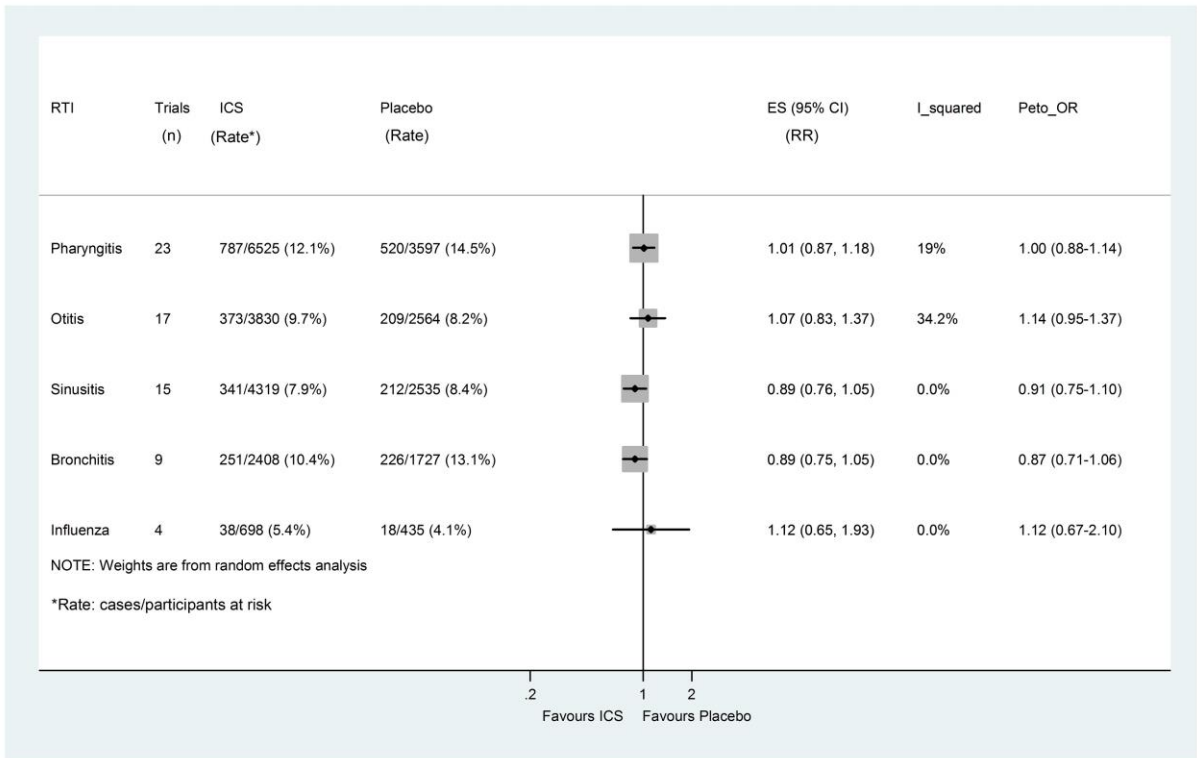 RTI Trials ICS Placebo ES (95% CI) I_squared Peto_OR
(n) (Rate*) (Rate) (RR)
Pharyngitis 23 787/6525 (12.1%) 520/3597 (14.5%) 1.01 (0.87, 1.18) 19% 1.00 (0.88-1.14)
Otitis 17 373/3830 (9.7%) 209/2564 (8.2%) 1.07 (0.83, 1.37) 34.2% 1.14 (0.95-1.37)
Sinusitis 15 341/4319 (7.9%) 212/2535 (8.4%) 0.89 (0.76, 1.05) 0.0% 0.91 (0.75-1.10)
Bronchitis 9 251/2408 (10.4%) 226/1727 (13.1%) 0.89 (0.75, 1.05) 0.0% 0.87 (0.71-1.06)
Influenza 4 38/698 (5.4%) 18/435 (4.1%) 1.12 (0.65, 1.93) 0.0% 1.12 (0.67-2.10)
NOTE: Weights are from random effects analysis
*Rate: cases/participants at risk
.2 1 2
Favours ICS Favours Placebo